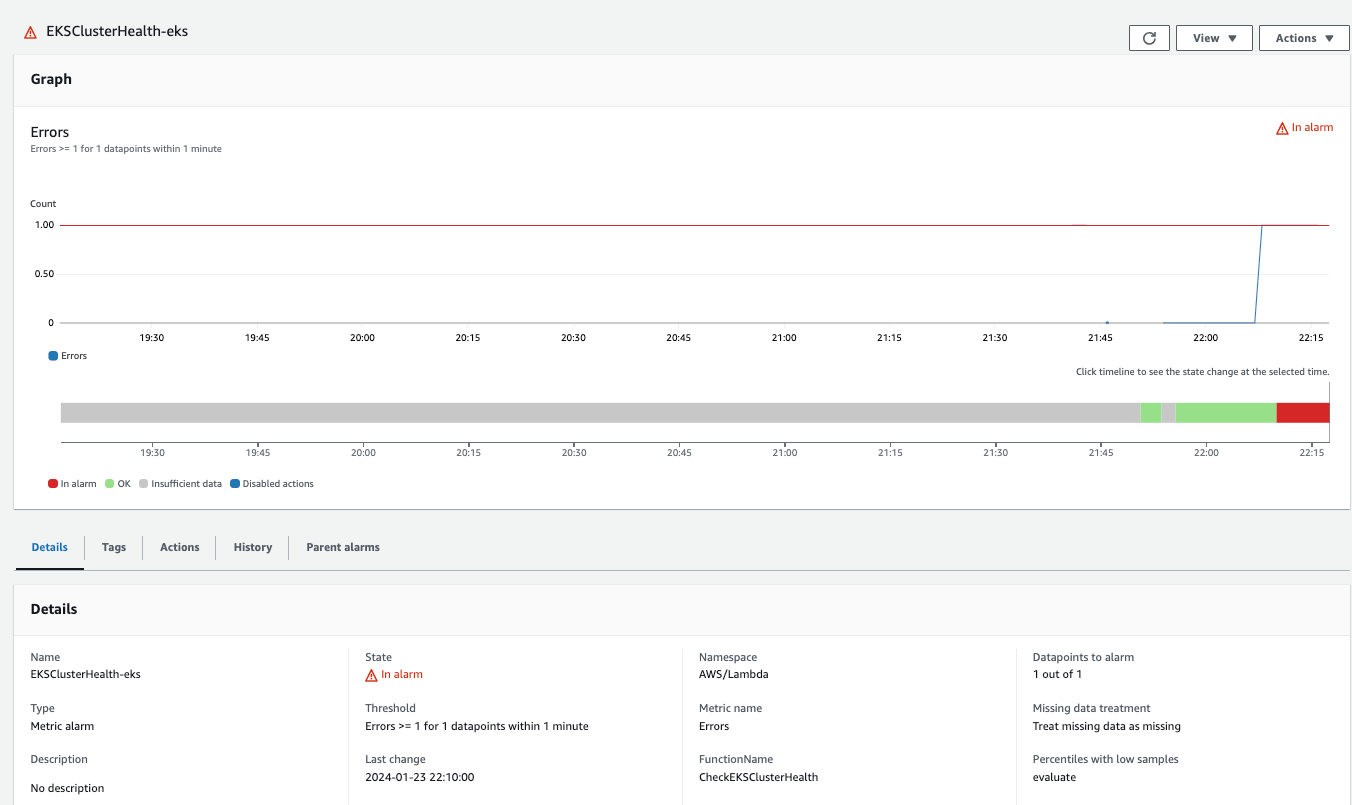 EKSClusterHealth-eks
View ▼
Actions ▼
Graph
Errors
In alarm
Errors >= 1 for 1 datapoints within 1 minute
Count
1.00
0.50
0
19:30 19:45 20:00 20:15 20:30 20:45 21:00 21:15 21:30 21:45 22:00 22:15
Errors
Click timeline to see the state change at the selected time.
19:30 19:45 20:00 20:15 20:30 20:45 21:00 21:15 21:30 21:45 22:00 22:15
In alarm OK Insufficient data Disabled actions
Details Tags Actions History Parent alarms
Details
Name
EKSClusterHealth-eks
Type
Metric alarm
Description
No description
State
In alarm
Threshold
Errors >= 1 for 1 datapoints within 1 minute
Last change
2024-01-23 22:10:00
Namespace
AWS/Lambda
Metric name
Errors
FunctionName
CheckEKSClusterHealth
Datapoints to alarm
1 out of 1
Missing data treatment
Treat missing data as missing
Percentiles with low samples
evaluate